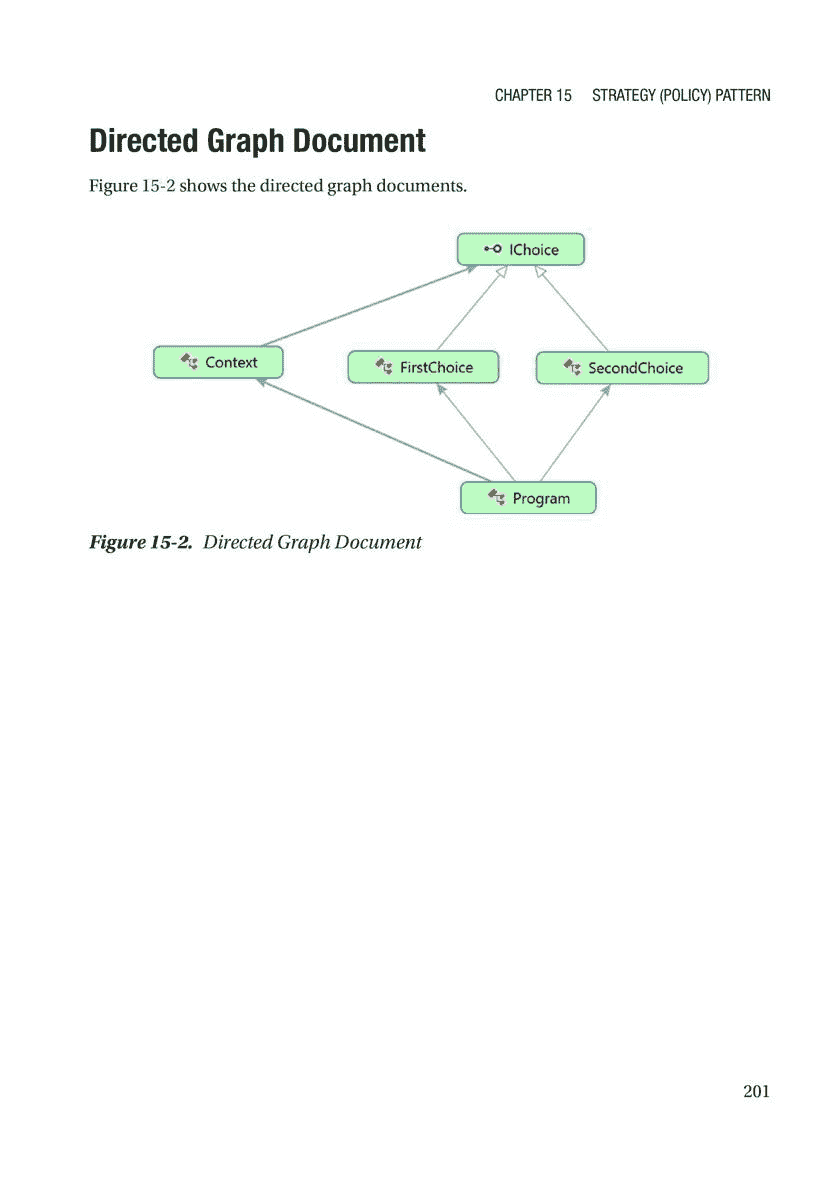 CHAPTER 15 STRATEGY (POLICY) PATTERN
Directed Graph Document
Figure 15-2 shows the directed graph documents.
IChoice
Context
FirstChoice
SecondChoice
Program
Figure 15-2. Directed Graph Document
201